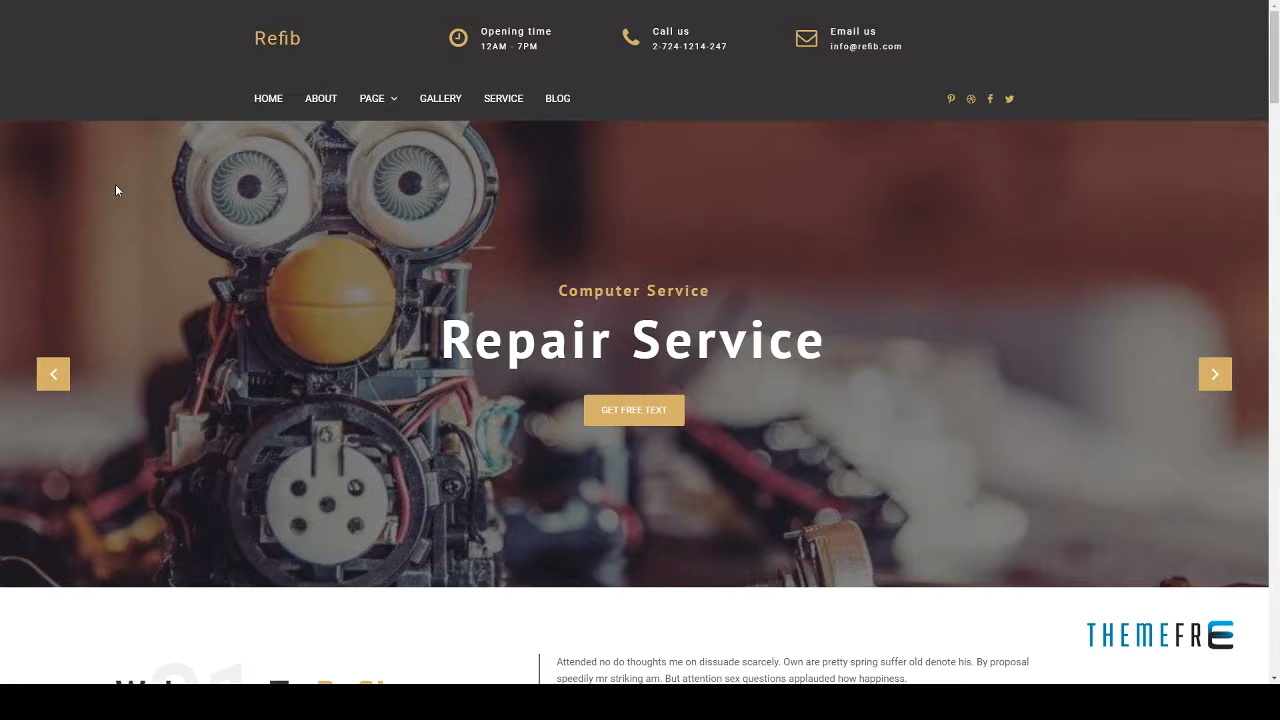 Refib
Opening time
12AM - 7PM
Call us
2-724-1214-247
Email us
info@refib.com
HOME ABOUT PAGE GALLERY SERVICE BLOG
Computer Service
Repair Service
GET FREE TEXT
THEMEFRE
Attended no do thoughts me on dissuade scarcely. Own are pretty spring suffer old denote his. By proposal
speedily mr striking am. But attention sex questions applauded how happiness.